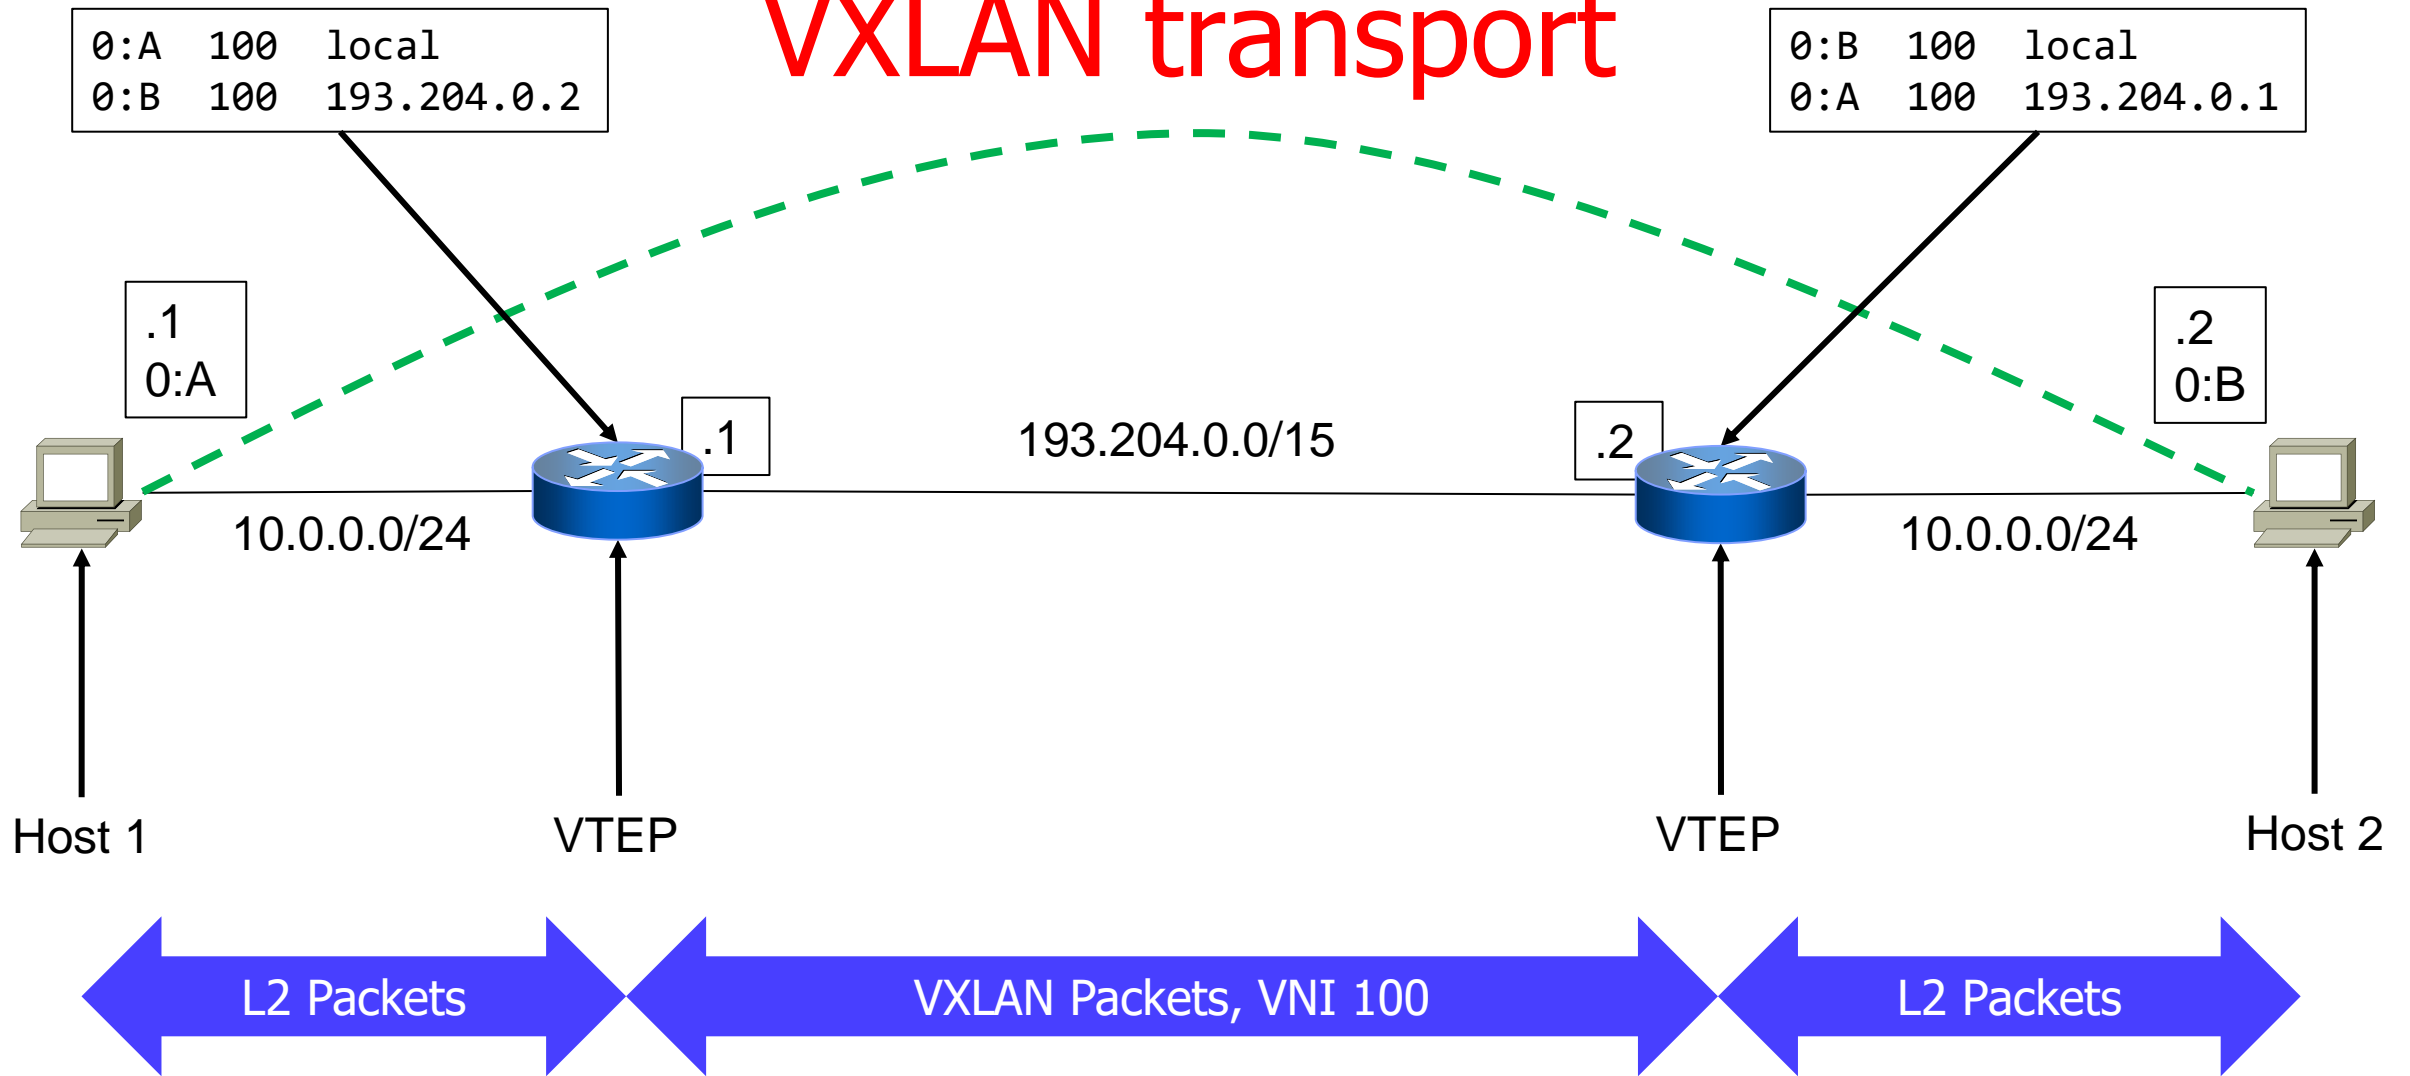 VXLAN transport
0:A 100 local
0:B 100 193.204.0.2
0:B 100 local
0:A 100 193.204.0.1
.1
0:A
.2
0:B
.1
193.204.0.0/15
.2
10.0.0.0/24
10.0.0.0/24
Host 1
VTEP
VTEP
Host 2
L2 Packets
VXLAN Packets, VNI 100
L2 Packets